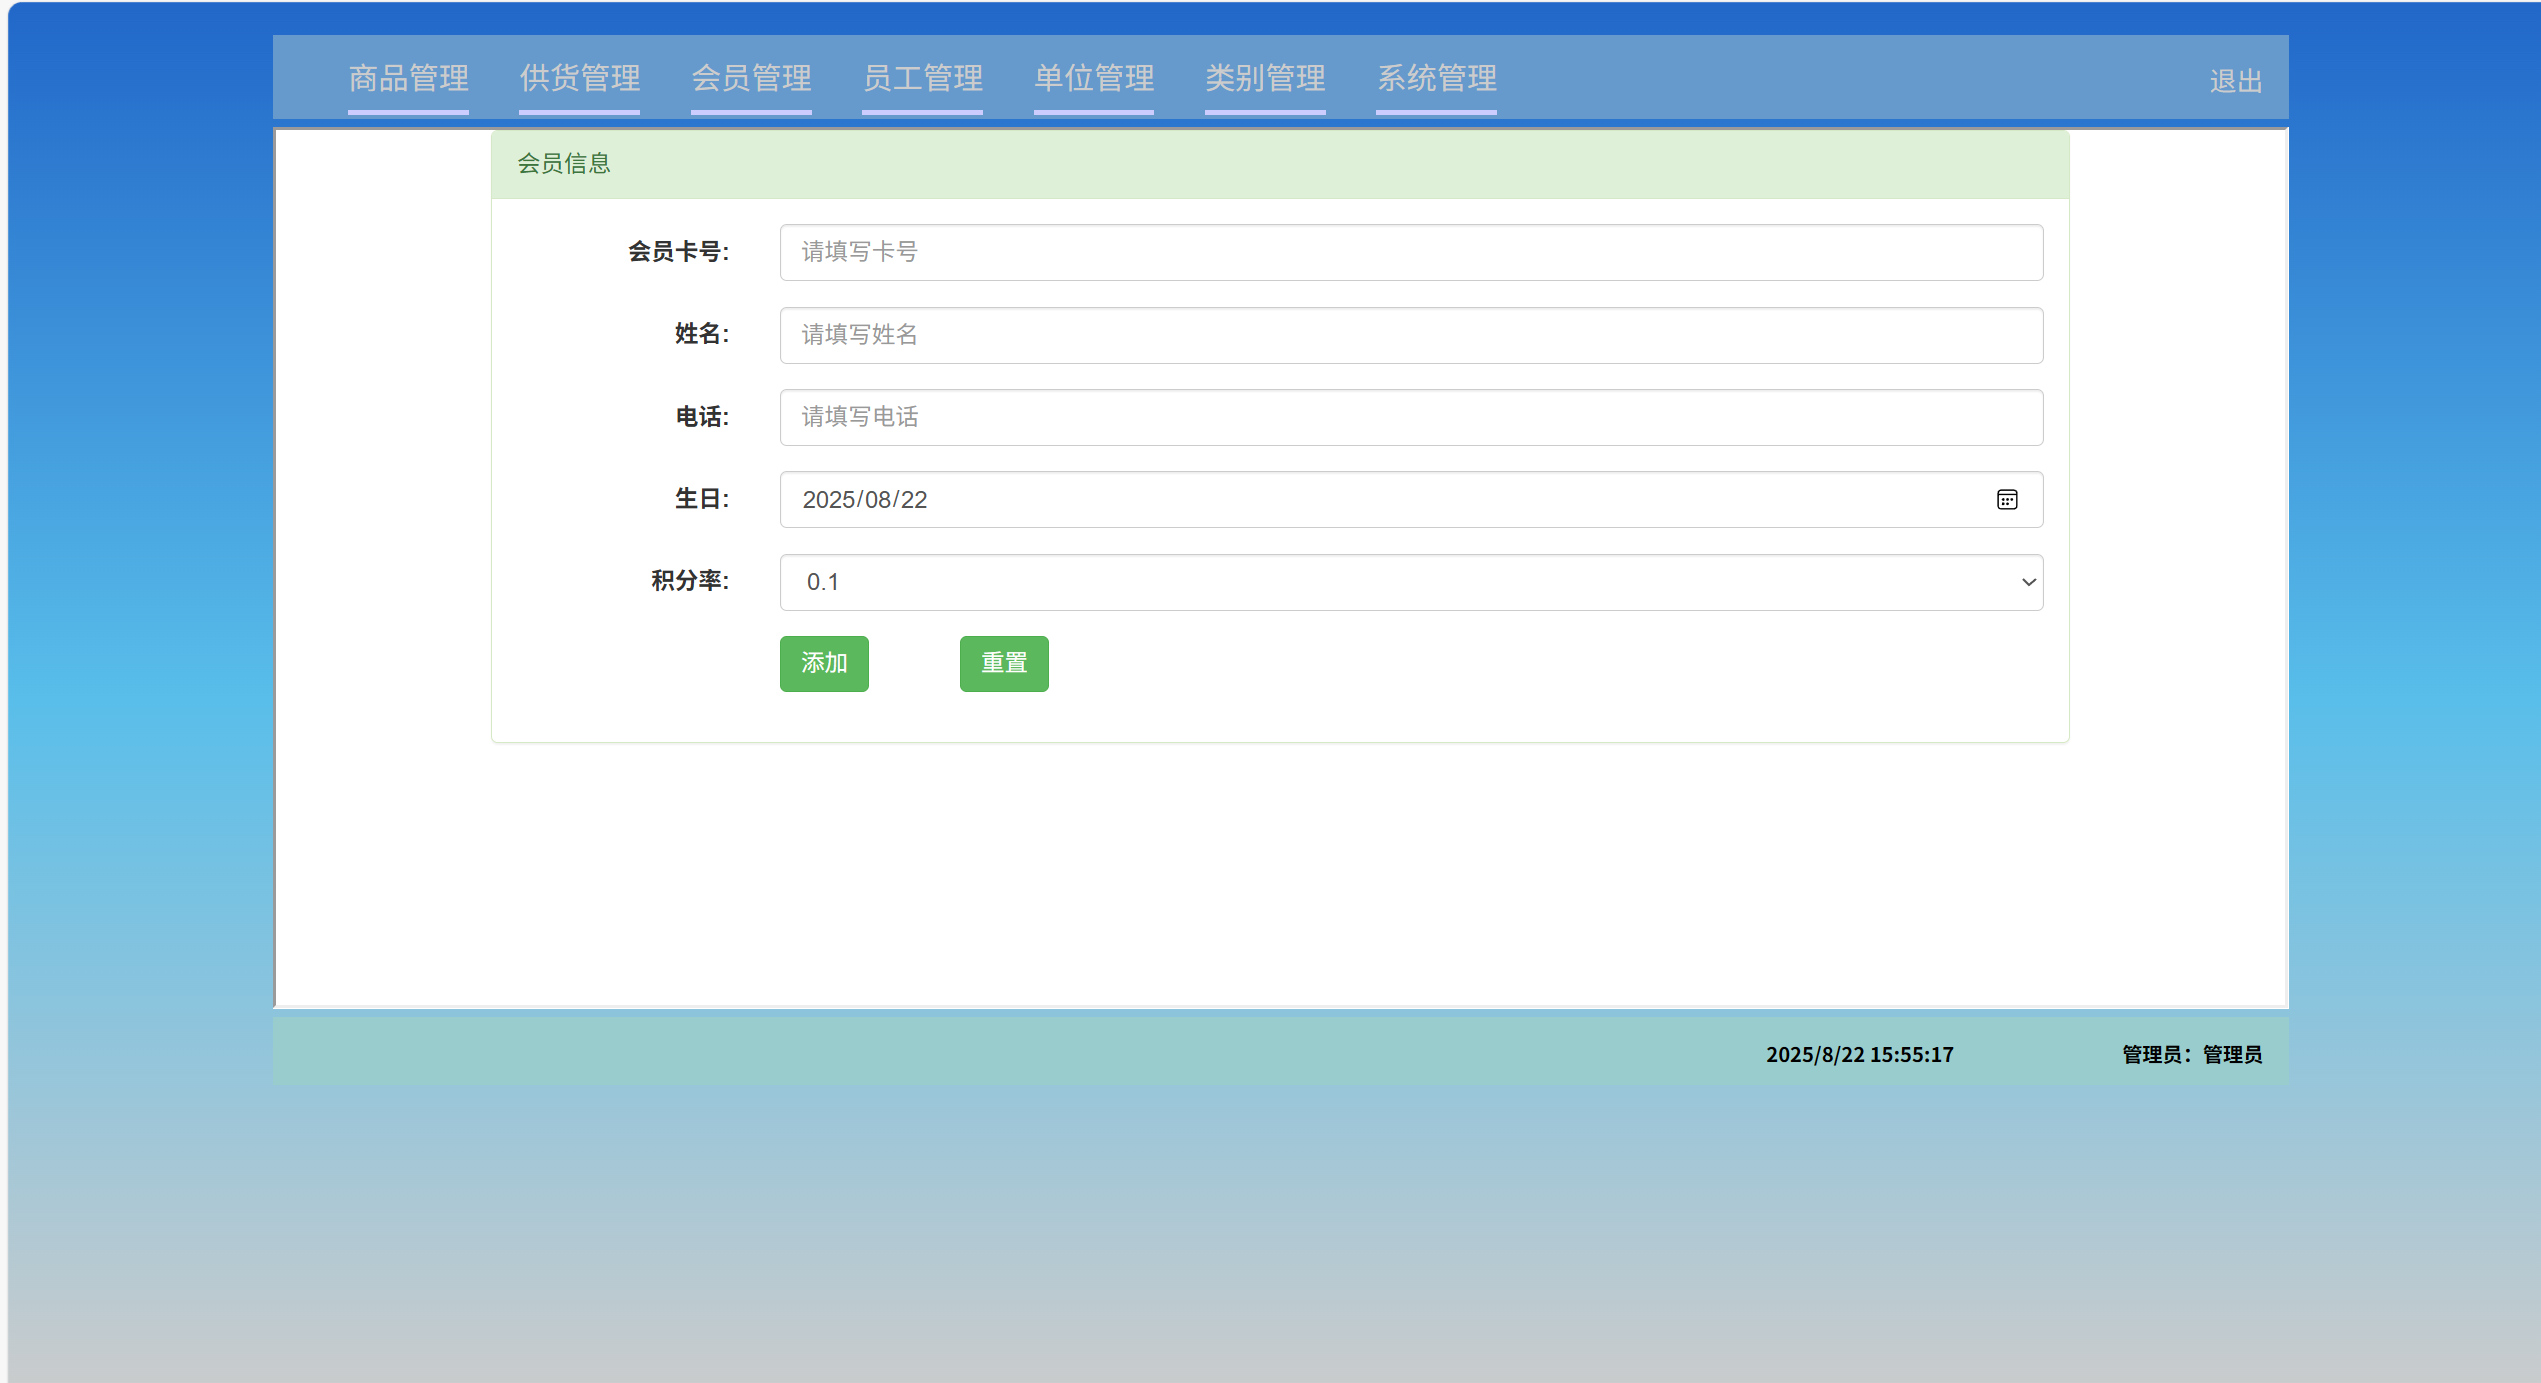 商品管理 供货管理 会员管理 员工管理 单位管理 类别管理 系统管理 退出
会员信息
会员卡号: 请填写卡号
姓名: 请填写姓名
电话: 请填写电话
生日: 2025/08/22
积分率: 0.1
添加 重置
2025/8/22 15:55:17 管理员：管理员